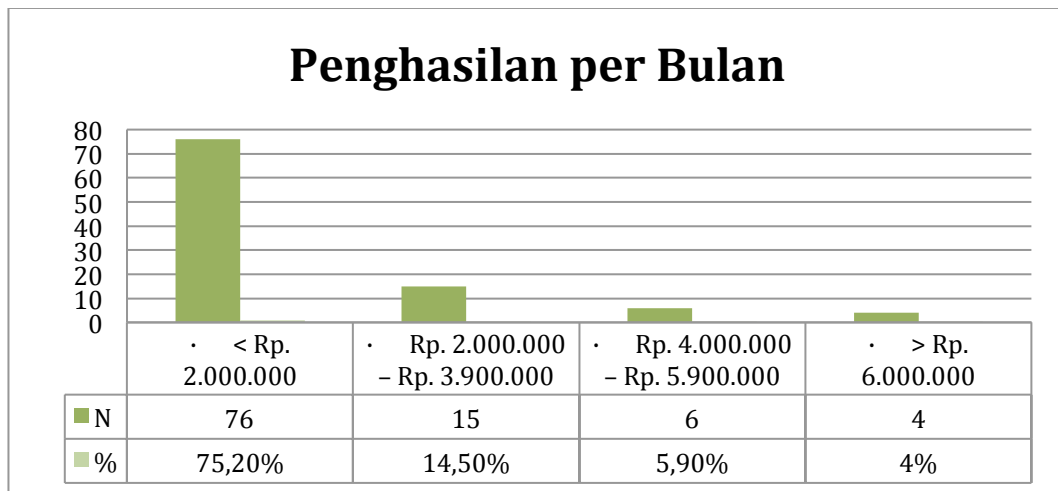 Penghasilan per Bulan
80
70
60
50
40
30
20
10
0
· < Rp. 2.000.000
· Rp. 2.000.000 – Rp. 3.900.000
· Rp. 4.000.000 – Rp. 5.900.000
· > Rp. 6.000.000
N 76 15 6 4
% 75,20% 14,50% 5,90% 4%